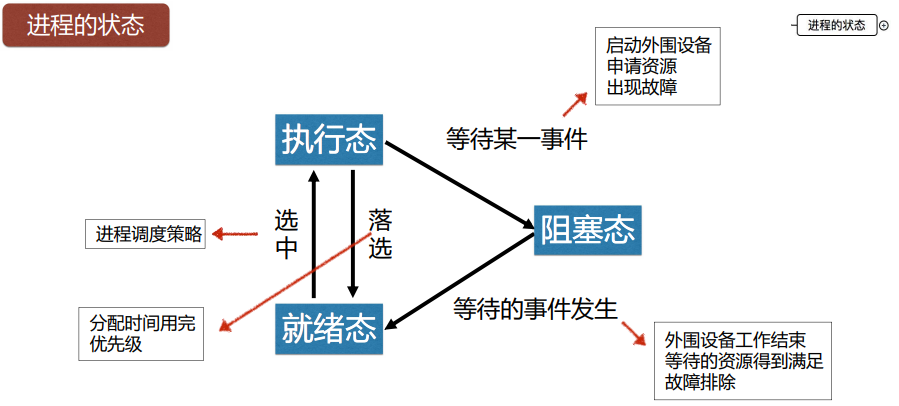 进程的状态
进程的状态
启动外围设备
申请资源
出现故障
执行态
等待某一事件
选中
落选
进程调度策略
阻塞态
分配时间用完
优先级
就绪态
等待的事件发生
外围设备工作结束
等待的资源得到满足
故障排除